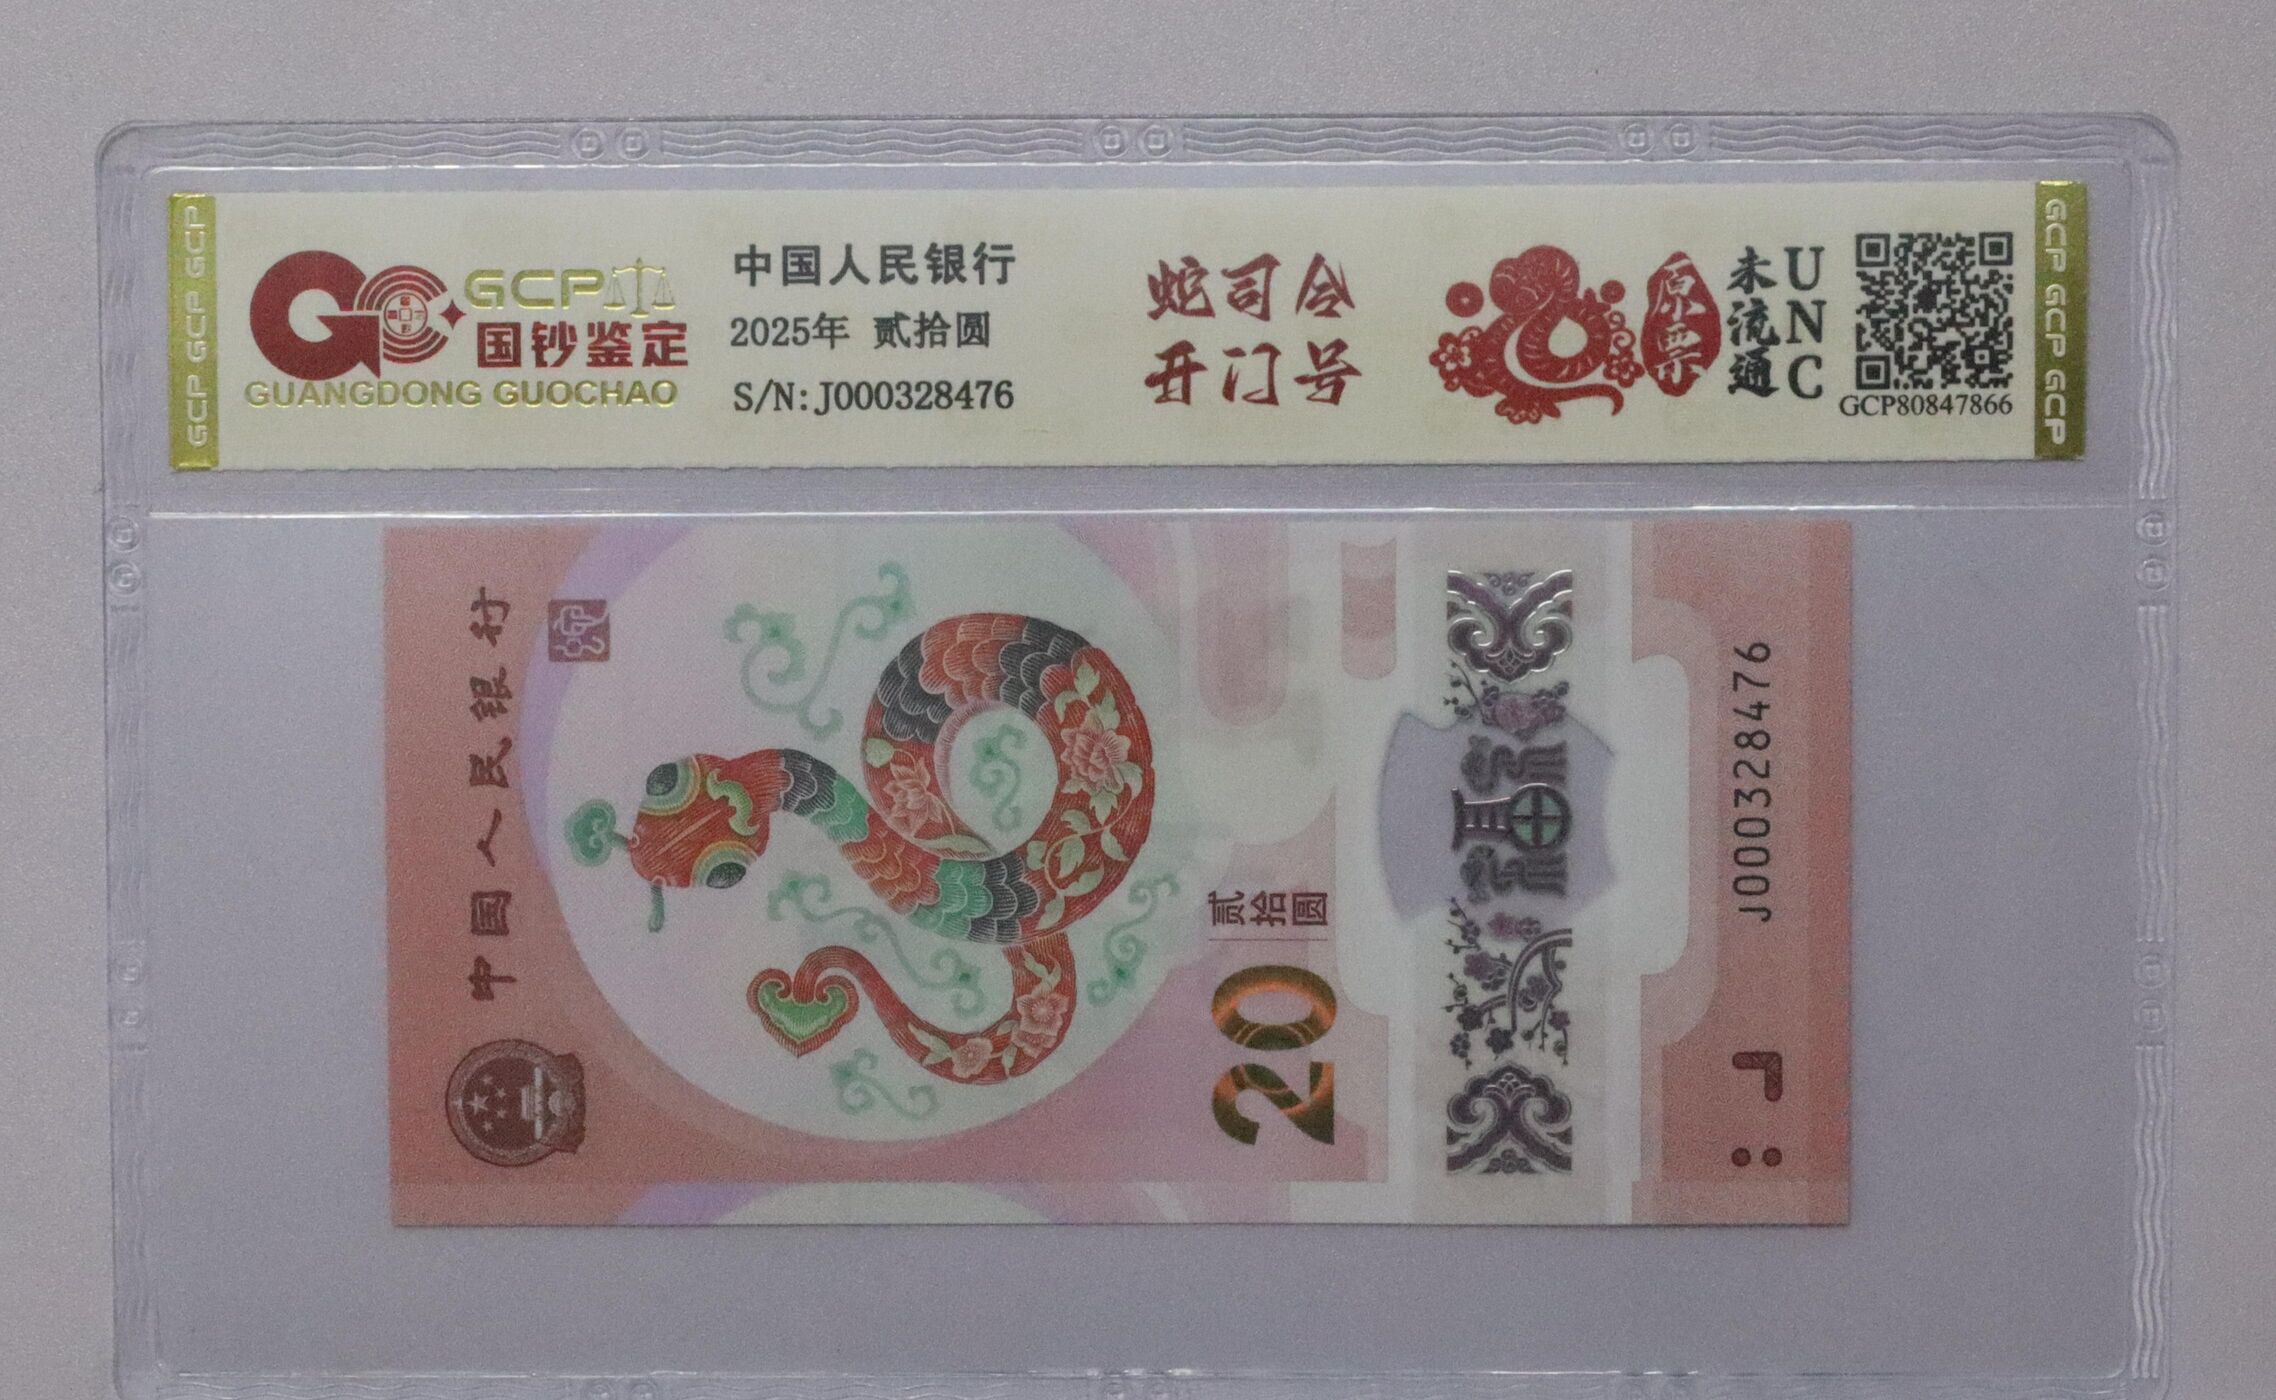 GCP GCP GCP
GCP
国钞鉴定
GUANGDONG GUOCHAO
中国人民银行
2025年 贰拾圆
S/N:J000328476
蛇司令
开门号
原票
未流通
UNC
GCP80847866
GCP GCP GCP
中国人民银行
贰拾圆
20
福
J000328476